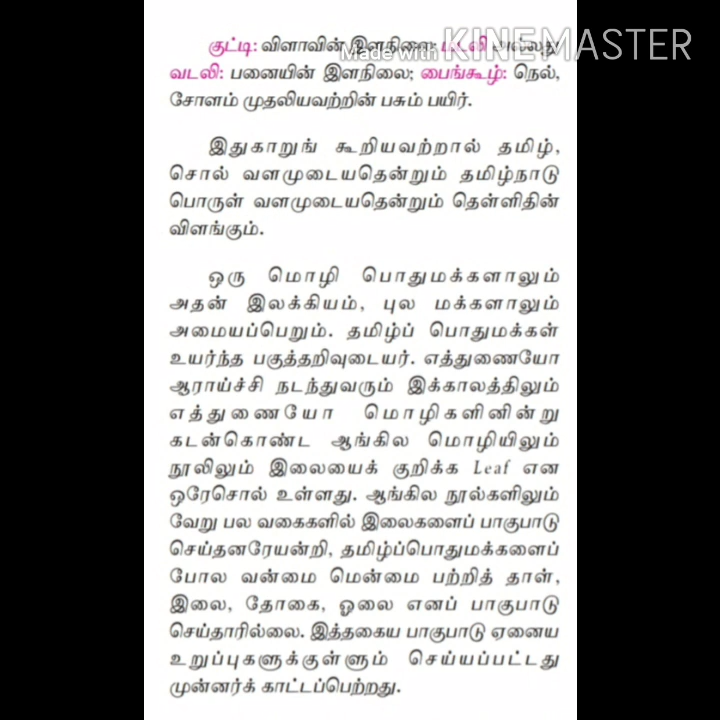 குட்டி: விளாவின் இளநிலை; மடலி அல்லது
Made with KINEMASTER
வடலி: பனையின் இளநிலை; பைங்கூழ்: நெல்,
சோளம் முதலியவற்றின் பசும் பயிர்.
இதுகாறுங் கூறியவற்றால் தமிழ்,
சொல் வளமுடையதென்றும் தமிழ்நாடு
பொருள் வளமுடையதென்றும் தெள்ளிதின்
விளங்கும்.
ஒரு மொழி பொதுமக்களாலும்
அதன் இலக்கியம், புல மக்களாலும்
அமையப்பெறும். தமிழ்ப் பொதுமக்கள்
உயர்ந்த பகுத்தறிவுடையர். எத்துணையோ
ஆராய்ச்சி நடந்துவரும் இக்காலத்திலும்
எத்துணையோ மொழிகளினின்று
கடன்கொண்ட ஆங்கில மொழியிலும்
நூலிலும் இலையைக் குறிக்க Leaf என
ஒரேசொல் உள்ளது. ஆங்கில நூல்களிலும்
வேறு பல வகைகளில் இலைகளைப் பாகுபாடு
செய்தனரேயன்றி, தமிழ்ப்பொதுமக்களைப்
போல வன்மை மென்மை பற்றித் தாள்,
இலை, தோகை, ஓலை எனப் பாகுபாடு
செய்தாரில்லை. இத்தகைய பாகுபாடு ஏனைய
உறுப்புகளுக்குள்ளும் செய்யப்பட்டது
முன்னர்க் காட்டப்பெற்றது.